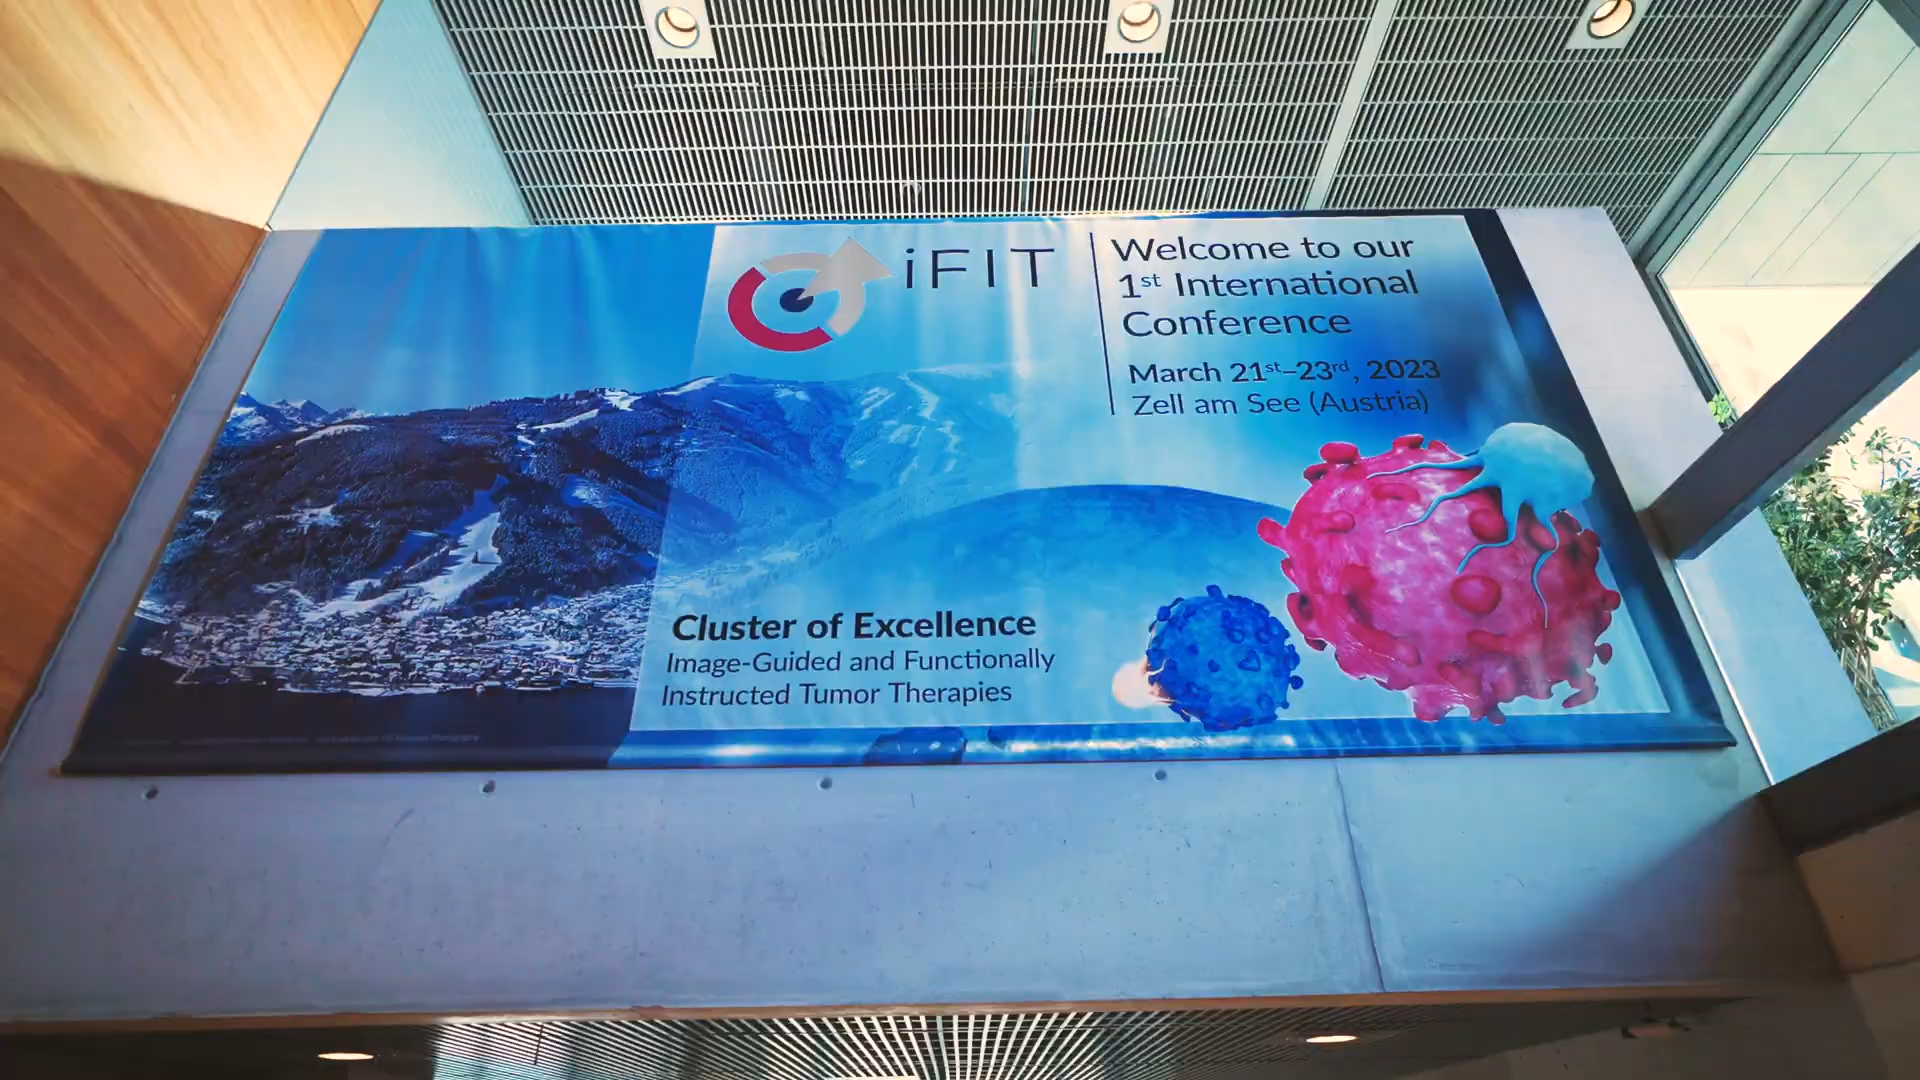 iFIT
Welcome to our
1st International
Conference
March 21st–23rd, 2023
Zell am See (Austria)
Cluster of Excellence
Image-Guided and Functionally
Instructed Tumor Therapies